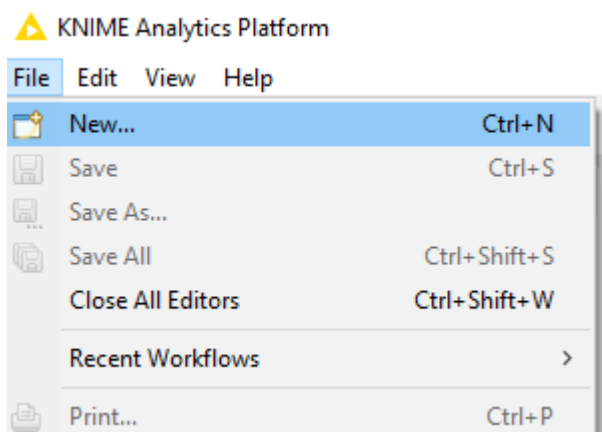 KNIME Analytics Platform
File Edit View Help
New... Ctrl+N
Save Ctrl+S
Save As...
Save All Ctrl+Shift+S
Close All Editors Ctrl+Shift+W
Recent Workflows >
Print... Ctrl+P